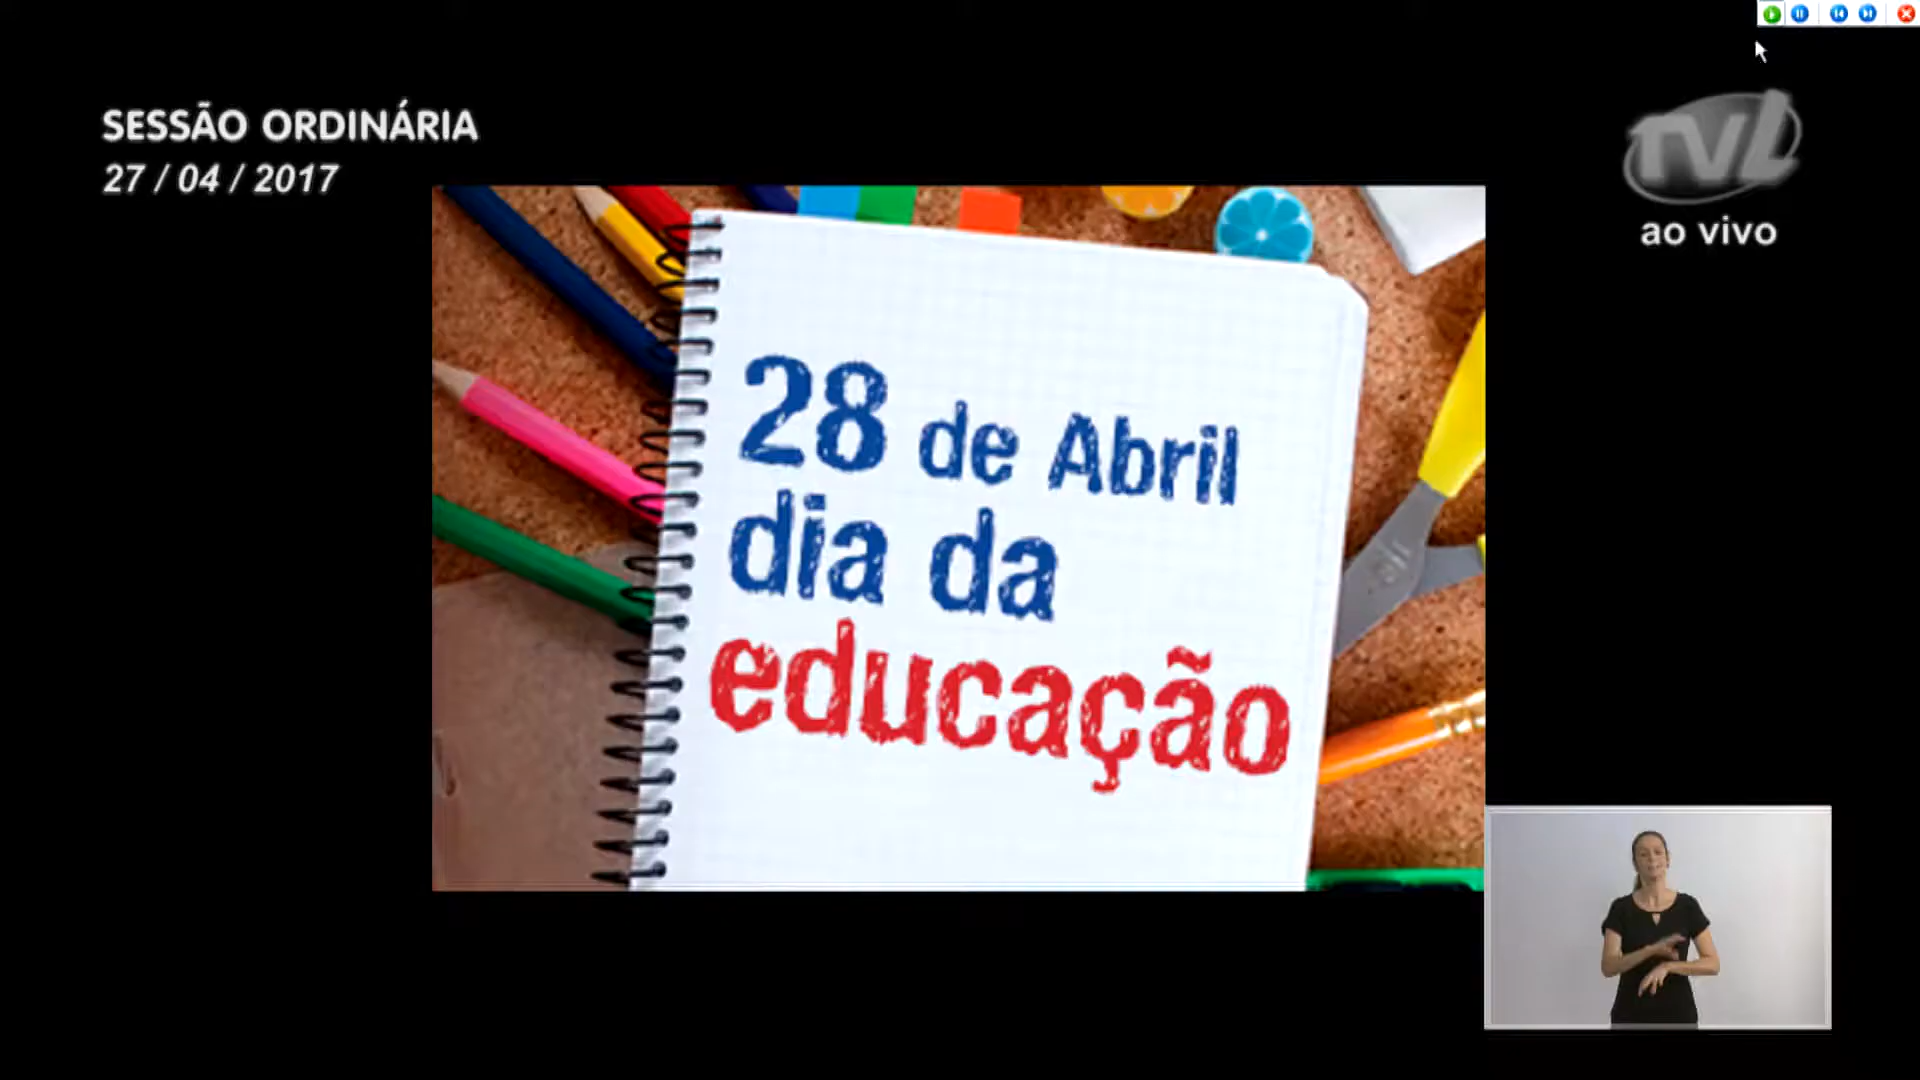 SESSÃO ORDINÁRIA
27 / 04 / 2017
TVL
ao vivo
28 de Abril
dia da
educação